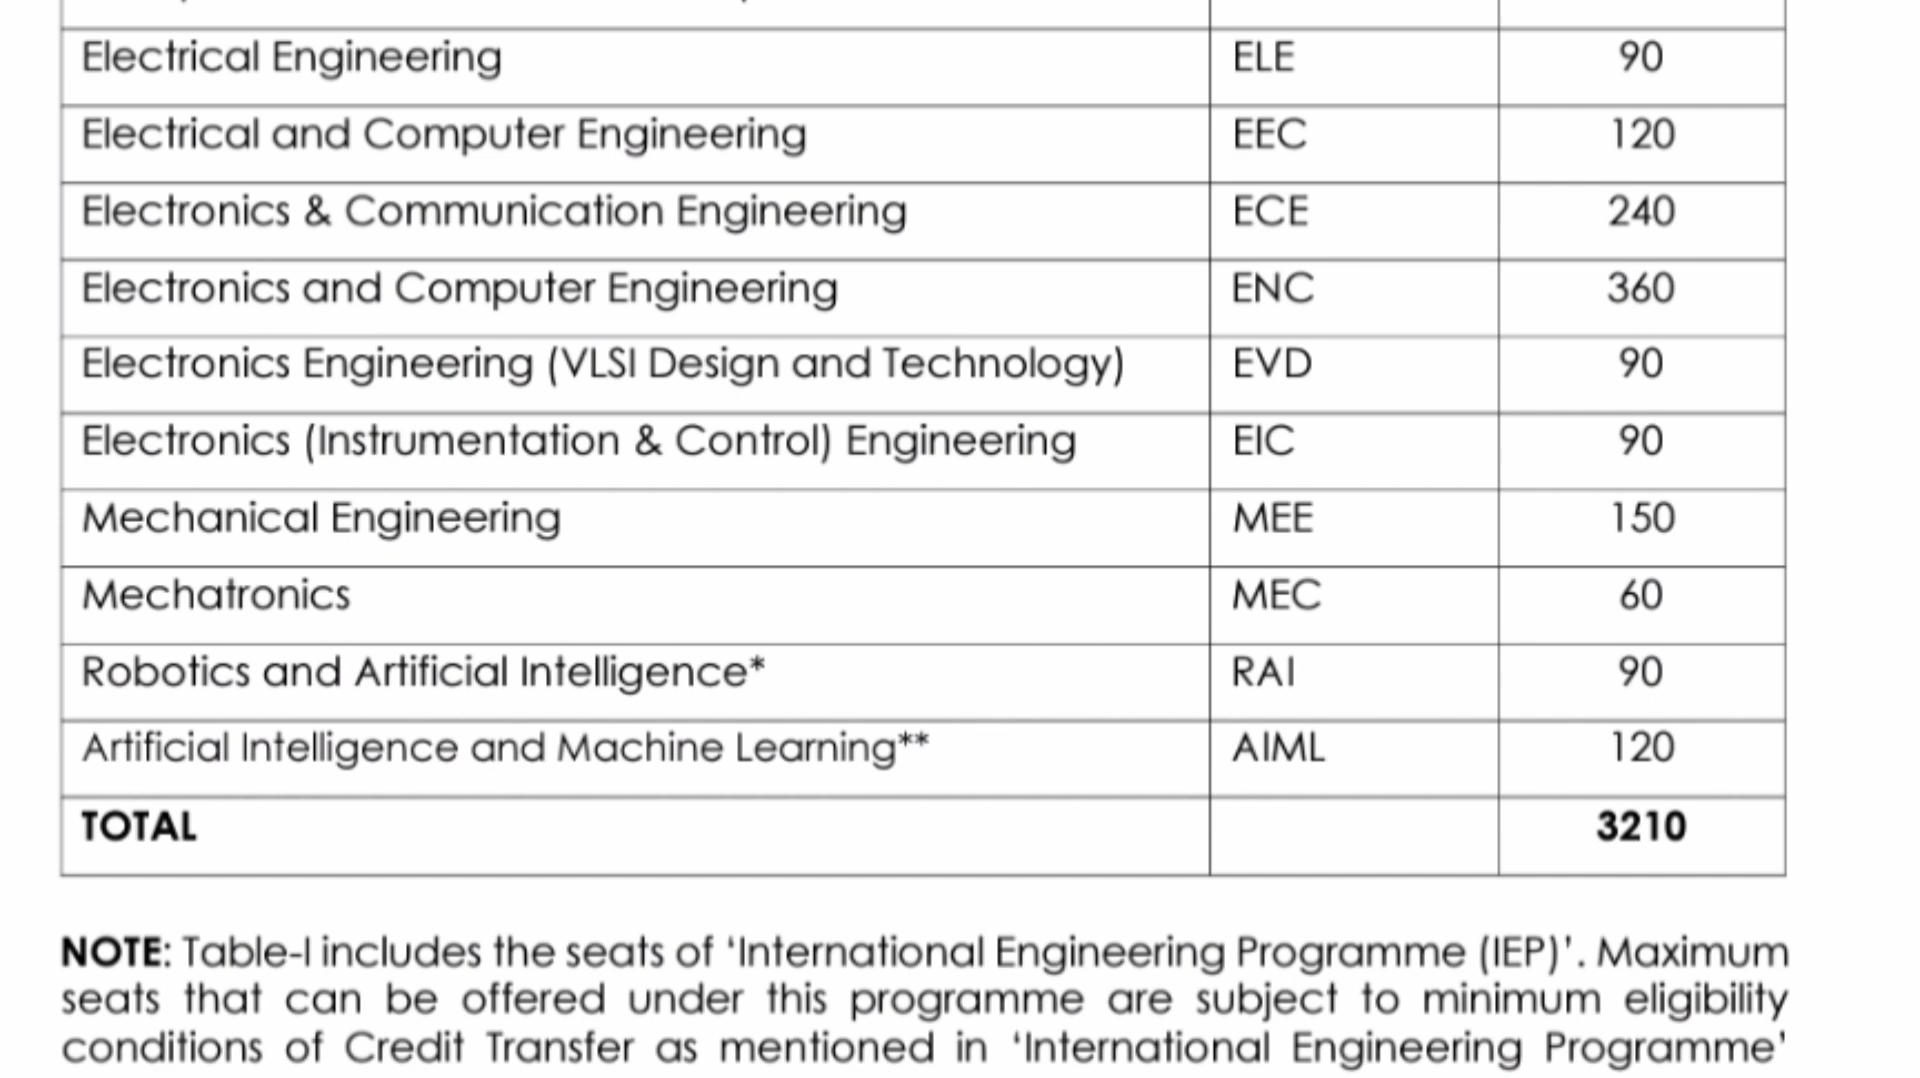 Electrical Engineering ELE 90
Electrical and Computer Engineering EEC 120
Electronics & Communication Engineering ECE 240
Electronics and Computer Engineering ENC 360
Electronics Engineering (VLSI Design and Technology) EVD 90
Electronics (Instrumentation & Control) Engineering EIC 90
Mechanical Engineering MEE 150
Mechatronics MEC 60
Robotics and Artificial Intelligence* RAI 90
Artificial Intelligence and Machine Learning** AIML 120
TOTAL 3210
NOTE: Table-I includes the seats of ‘International Engineering Programme (IEP)’. Maximum
seats that can be offered under this programme are subject to minimum eligibility
conditions of Credit Transfer as mentioned in ‘International Engineering Programme’